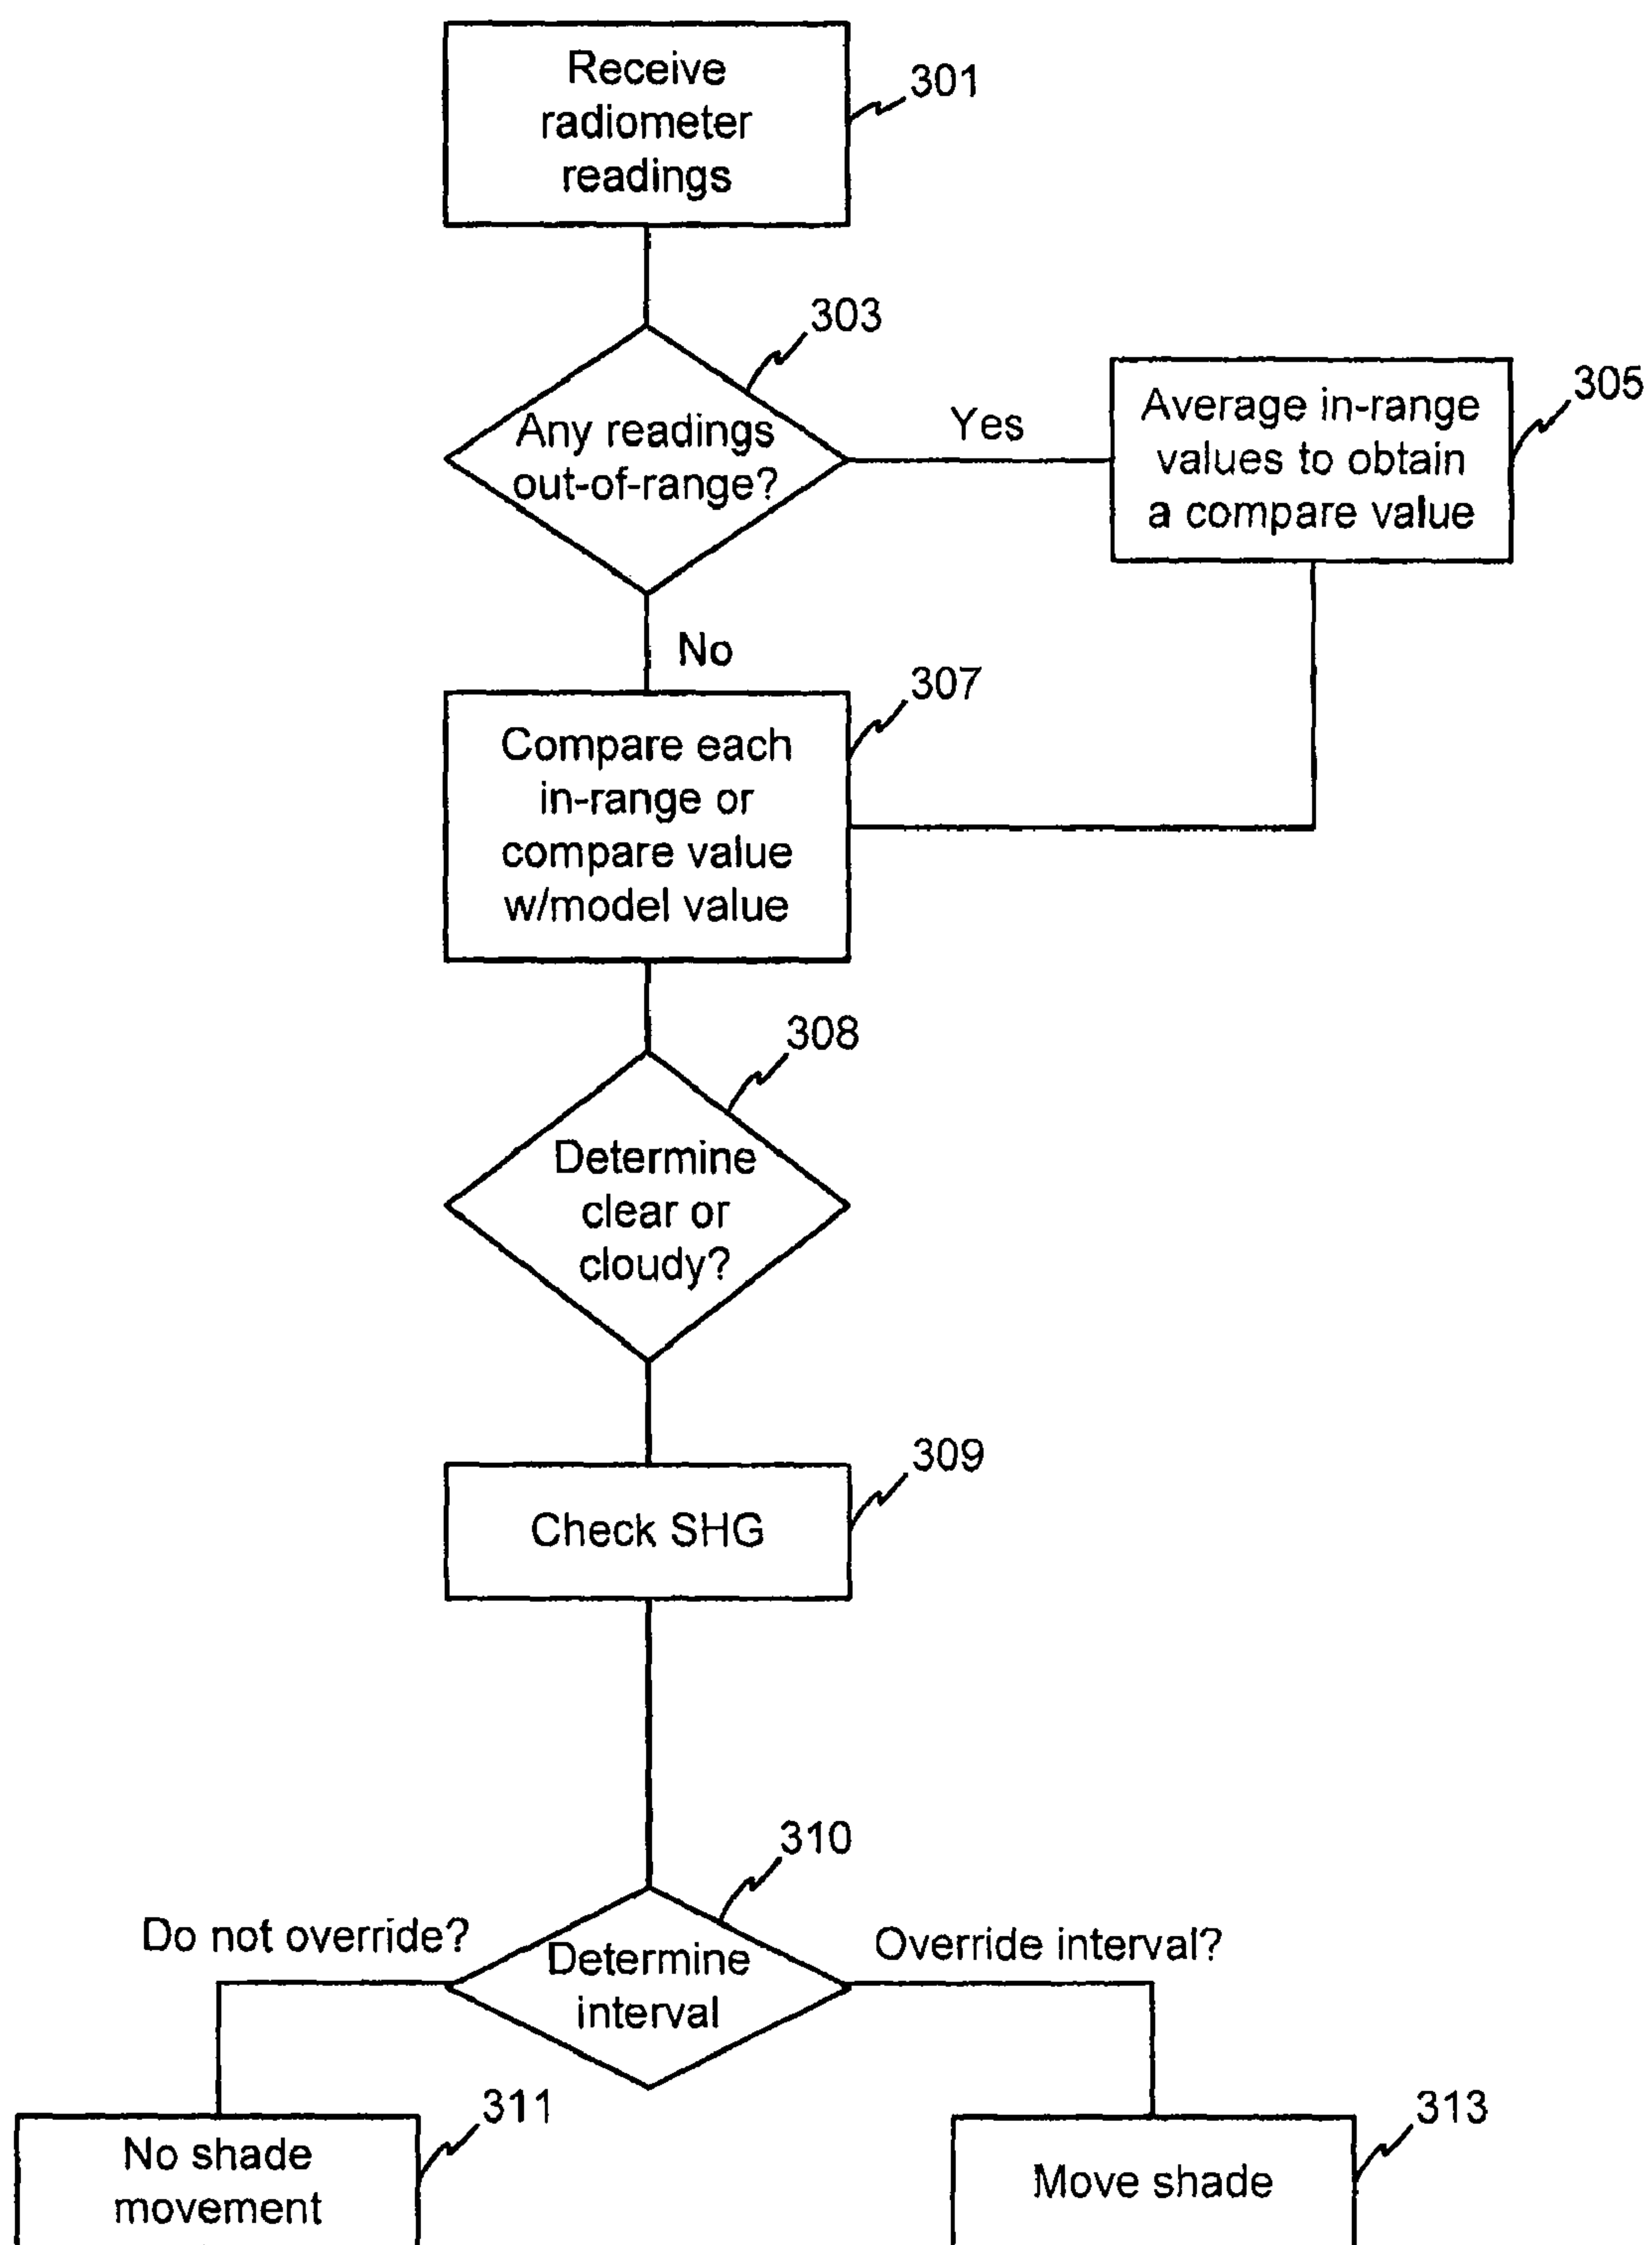 Receive
radiometer
readings
301
303
Any readings
out-of-range?
Yes
Average in-range
values to obtain
a compare value
305
No
307
Compare each
in-range or
compare value
w/model value
308
Determine
clear or
cloudy?
309
Check SHG
310
Do not override?
Determine
interval
Override interval?
311
No shade
movement
313
Move shade